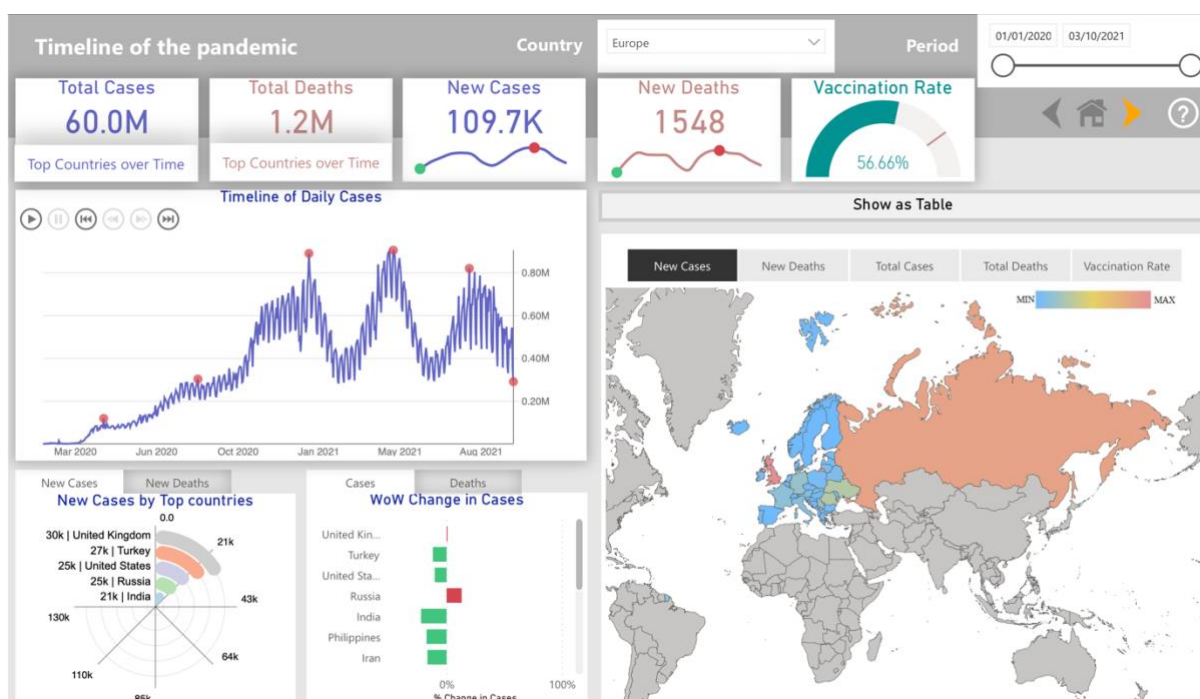 Timeline of the pandemic
Country
Europe
Period
01/01/2020 03/10/2021
Total Cases
60.0M
Top Countries over Time
Total Deaths
1.2M
Top Countries over Time
New Cases
109.7K
New Deaths
1548
Vaccination Rate
56.66%
?
Timeline of Daily Cases
0.80M
0.60M
0.40M
0.20M
Mar 2020 Jun 2020 Oct 2020 Jan 2021 May 2021 Aug 2021
Show as Table
New Cases New Deaths Total Cases Total Deaths Vaccination Rate
MIN MAX
New Cases New Deaths
New Cases by Top countries
0.0
30k | United Kingdom
27k | Turkey
25k | United States
25k | Russia
21k | India
21k
43k
64k
85k
110k
130k
Cases Deaths
WoW Change in Cases
United Kin...
Turkey
United Sta...
Russia
India
Philippines
Iran
0% 100%
% Change in Cases